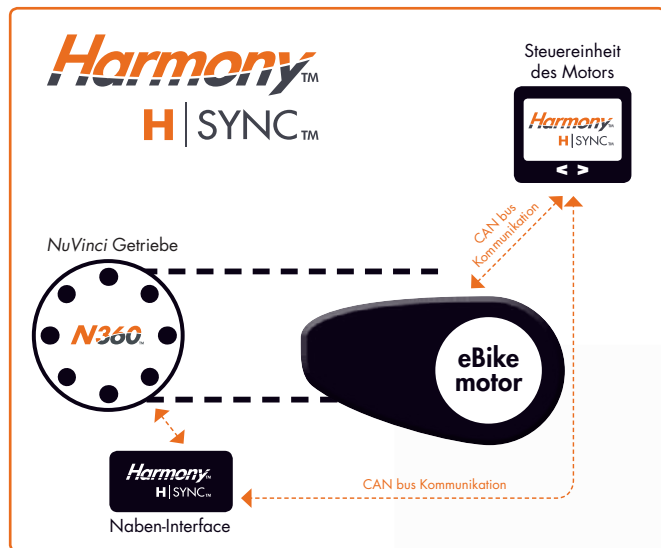 Harmony™
H|SYNC™
Steuereinheit
des Motors
Harmony™
H|SYNC™
< >
CAN bus
Kommunikation
NuVinci Getriebe
N360™
eBike
motor
Harmony™
H|SYNC™
CAN bus Kommunikation
Naben-Interface